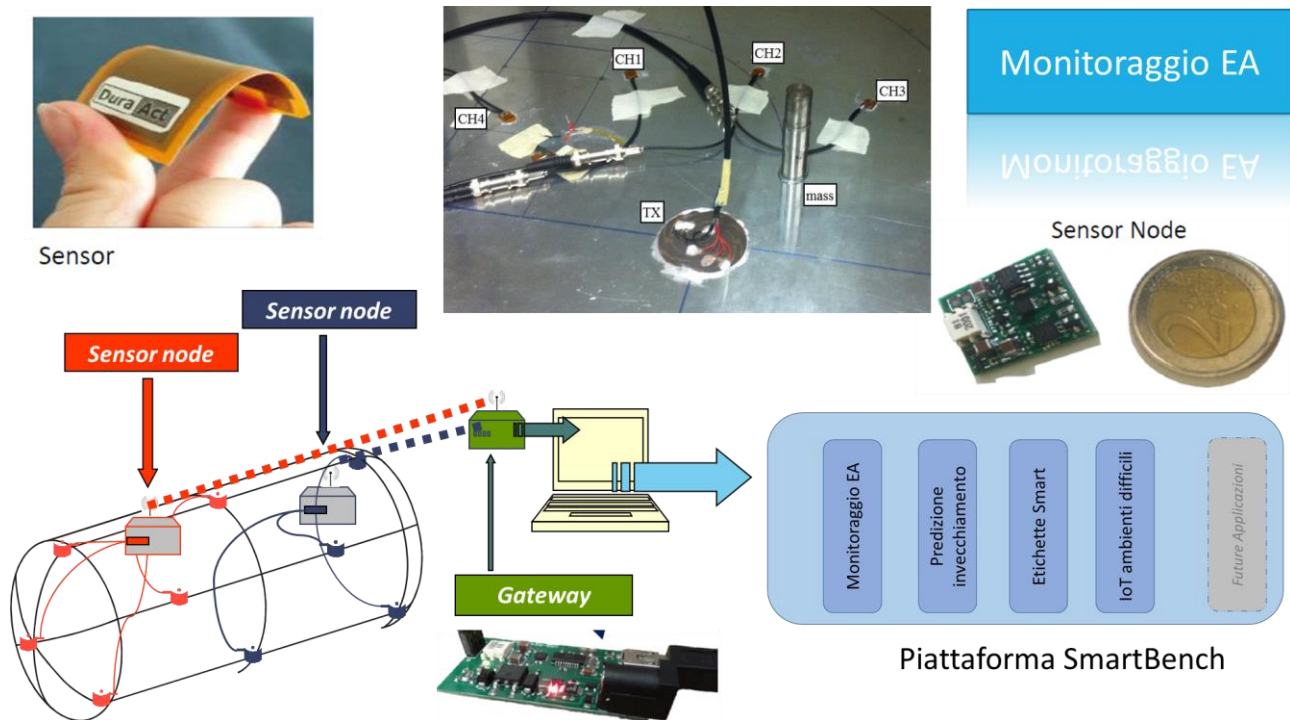 Dura Act
Sensor
CH1
CH2
CH3
CH4
TX
mass
Monitoraggio EA
Monitoraggio EA
Sensor Node
Sensor node
Sensor node
Gateway
Monitoraggio EA
Predizione
invecchiamento
Etichette Smart
IoT ambienti difficili
Future Applicazioni
Piattaforma SmartBench